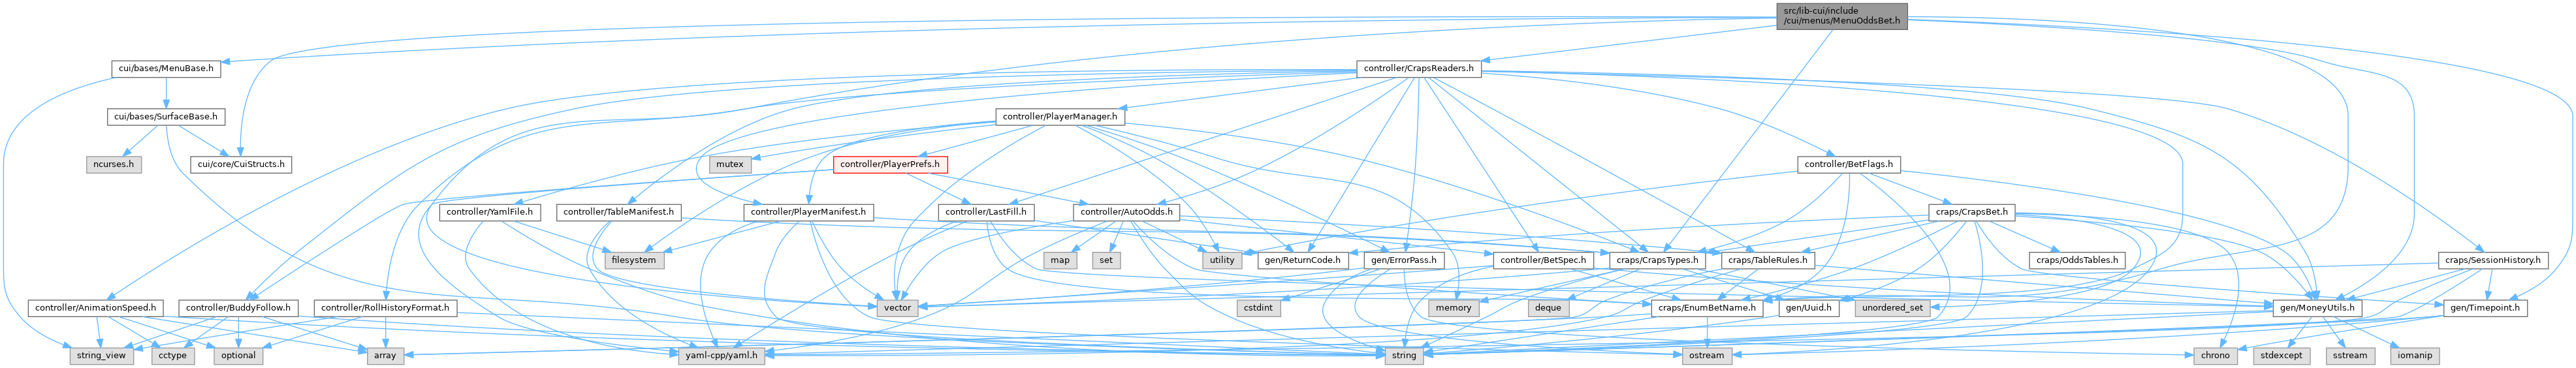 src/lib-cui/include
/cui/menus/MenuOddsBet.h
cui/bases/MenuBase.h
controller/CrapsReaders.h
cui/bases/SurfaceBase.h
controller/PlayerManager.h
ncurses.h
cui/core/CuiStructs.h
mutex
controller/PlayerPrefs.h
controller/BetFlags.h
controller/YamlFile.h
controller/TableManifest.h
controller/PlayerManifest.h
controller/LastFill.h
controller/AutoOdds.h
craps/CrapsBet.h
filesystem
map
set
utility
gen/ReturnCode.h
gen/ErrorPass.h
controller/BetSpec.h
craps/CrapsTypes.h
craps/TableRules.h
craps/OddsTables.h
craps/SessionHistory.h
controller/AnimationSpeed.h
controller/BuddyFollow.h
controller/RollHistoryFormat.h
vector
cstdint
memory
deque
craps/EnumBetName.h
gen/Uuid.h
unordered_set
gen/MoneyUtils.h
gen/Timepoint.h
string_view
cctype
optional
array
yaml-cpp/yaml.h
string
ostream
chrono
stdexcept
sstream
iomanip